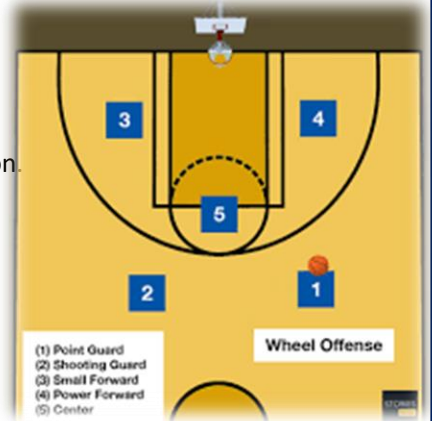 on.
3
4
5
2
1
Wheel Offense
(1) Point Guard
(2) Shooting Guard
(3) Small Forward
(4) Power Forward
(5) Center